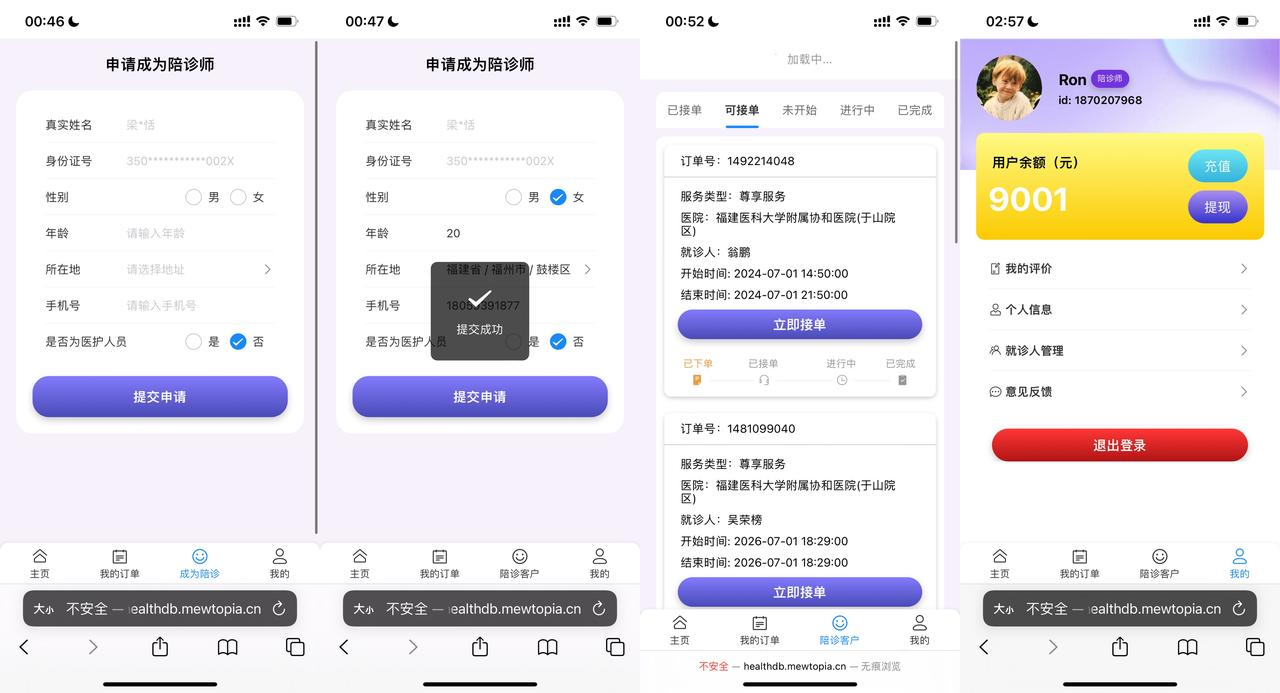 00:46
申请成为陪诊师
真实姓名 梁*恬
身份证号 350***********002X
性别 男 女
年龄 请输入年龄
所在地 请选择地址
手机号 请输入手机号
是否为医护人员 是 否
提交申请
主页 我的订单 成为陪诊 我的
大小 不安全 — healthdb.mewtopia.cn
00:47
申请成为陪诊师
真实姓名 梁*恬
身份证号 350***********002X
性别 男 女
年龄 20
所在地 福建省 / 福州市 / 鼓楼区
手机号
提交成功
是否为医护人员 是 否
提交申请
主页 我的订单 陪诊客户 我的
大小 不安全 — healthdb.mewtopia.cn
00:52
加载中...
已接单 可接单 未开始 进行中 已完成
订单号：1492214048
服务类型：尊享服务
医院：福建医科大学附属协和医院(于山院
区)
就诊人：翁鹏
开始时间: 2024-07-01 14:50:00
结束时间: 2024-07-01 21:50:00
立即接单
已下单 已接单 进行中 已完成
订单号：1481099040
服务类型：尊享服务
医院：福建医科大学附属协和医院(于山院
区)
就诊人：吴荣榜
开始时间: 2026-07-01 18:29:00
结束时间: 2026-07-01 18:29:00
立即接单
主页 我的订单 陪诊客户 我的
不安全 — healthdb.mewtopia.cn — 无痕浏览
02:57
Ron 陪诊师
id: 1870207968
用户余额（元）
9001
充值
提现
我的评价
个人信息
就诊人管理
意见反馈
退出登录
主页 我的订单 陪诊客户 我的
大小 不安全 — healthdb.mewtopia.cn